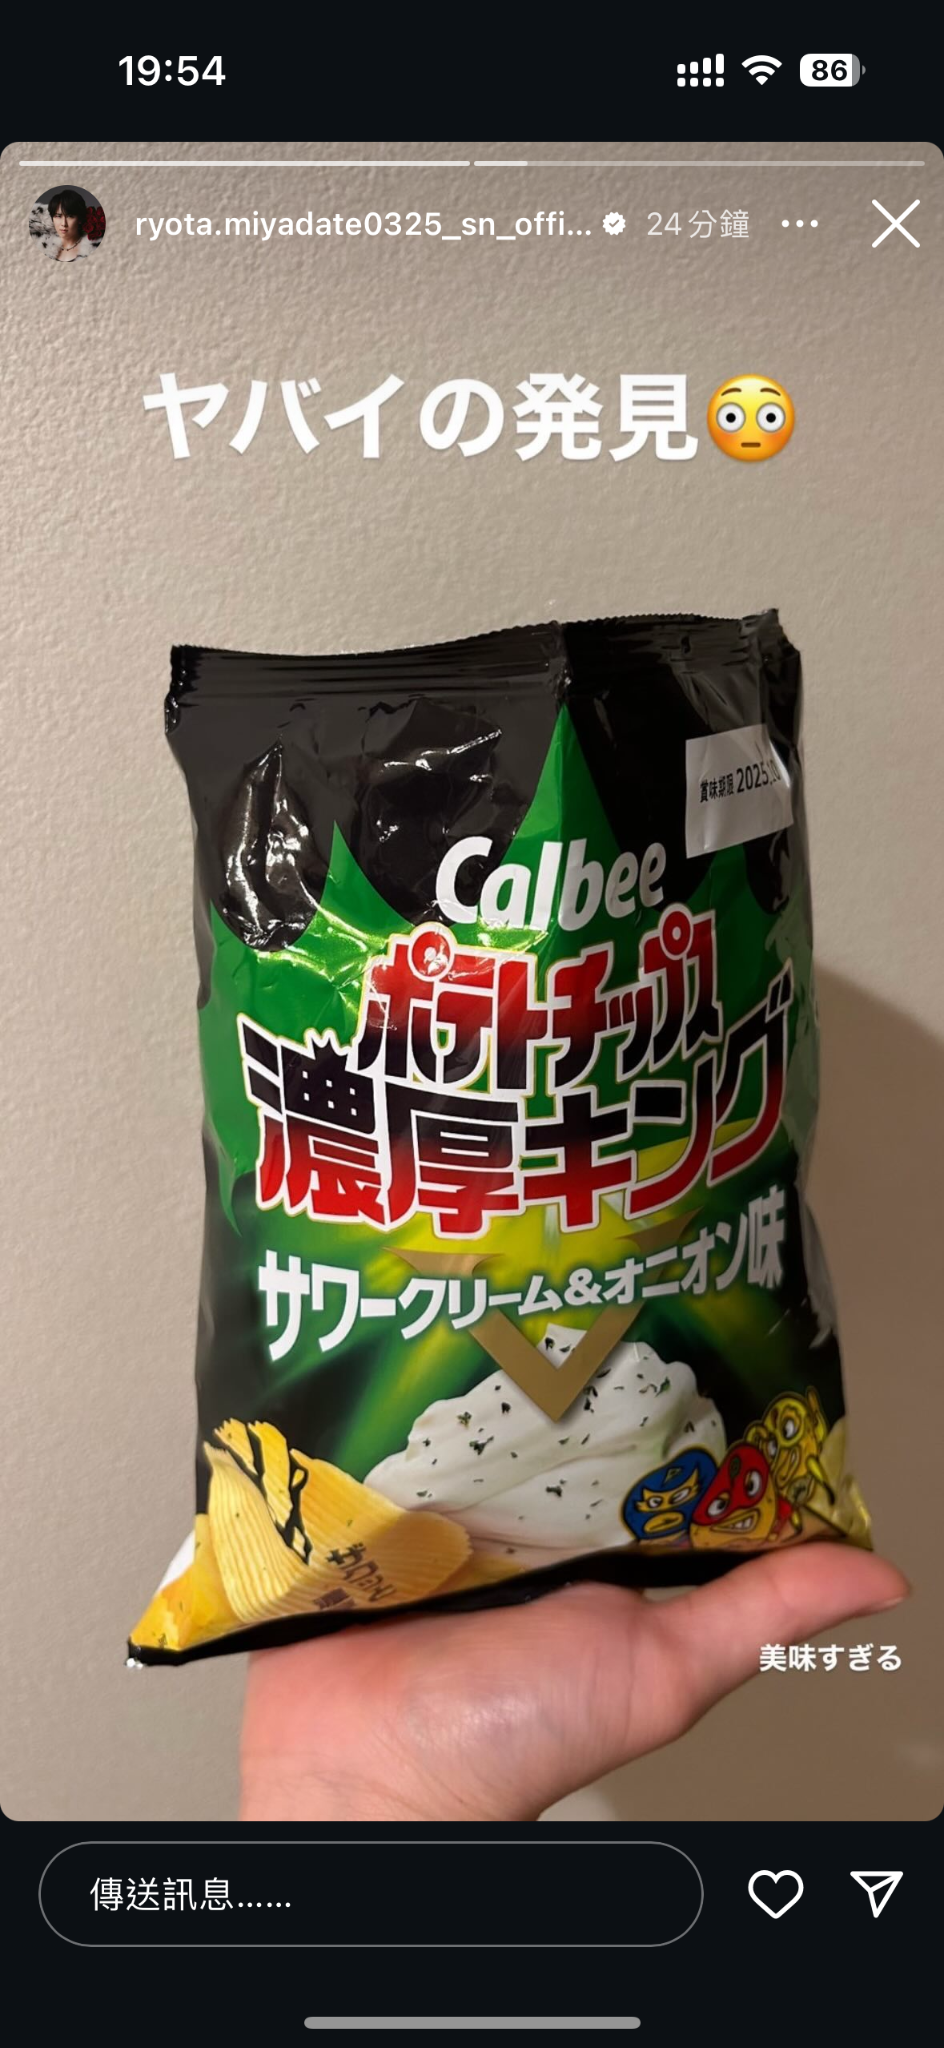 19:54
86
ryota.miyadate0325_sn_offi... 24分鐘
ヤバイの発見😳
賞味期限 2025.
Calbee
ポテトチップス
濃厚キング
サワークリーム&オニオン味
美味すぎる
傳送訊息......